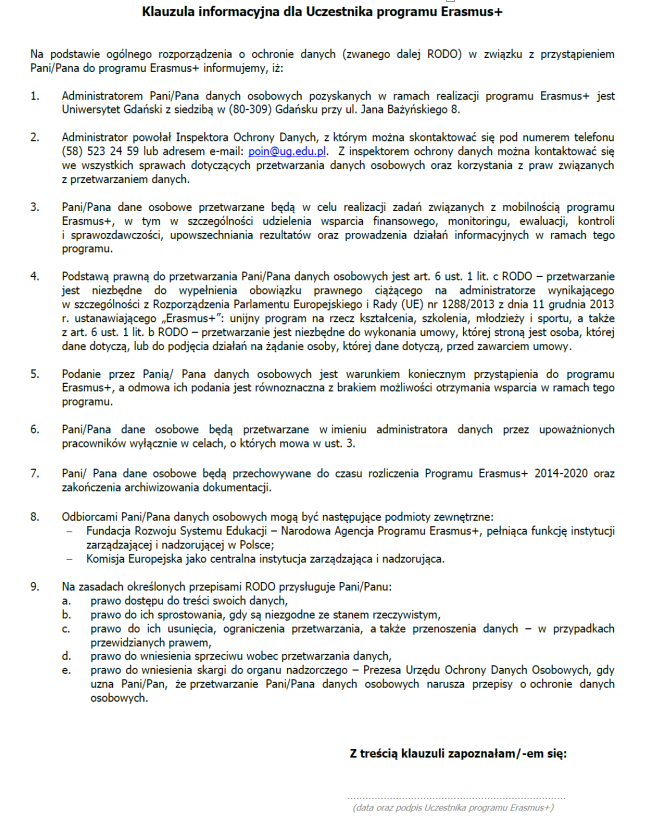 Klauzula informacyjna dla Uczestnika programu Erasmus+
Na podstawie ogólnego rozporządzenia o ochronie danych (zwanego dalej RODO) w związku z przystąpieniem
Pani/Pana do programu Erasmus+ informujemy, iż:
1. Administratorem Pani/Pana danych osobowych pozyskanych w ramach realizacji programu Erasmus+ jest
Uniwersytet Gdański z siedzibą w (80-309) Gdańsku przy ul. Jana Bażyńskiego 8.
2. Administrator powołał Inspektora Ochrony Danych, z którym można skontaktować się pod numerem telefonu
(58) 523 24 59 lub adresem e-mail: poin@ug.edu.pl. Z inspektorem ochrony danych można kontaktować się
we wszystkich sprawach dotyczących przetwarzania danych osobowych oraz korzystania z praw związanych
z przetwarzaniem danych.
3. Pani/Pana dane osobowe przetwarzane będą w celu realizacji zadań związanych z mobilnością programu
Erasmus+, w tym w szczególności udzielenia wsparcia finansowego, monitoringu, ewaluacji, kontroli
i sprawozdawczości, upowszechniania rezultatów oraz prowadzenia działań informacyjnych w ramach tego
programu.
4. Podstawą prawną do przetwarzania Pani/Pana danych osobowych jest art. 6 ust. 1 lit. c RODO – przetwarzanie
jest niezbędne do wypełnienia obowiązku prawnego ciążącego na administratorze wynikającego
w szczególności z Rozporządzenia Parlamentu Europejskiego i Rady (UE) nr 1288/2013 z dnia 11 grudnia 2013
r. ustanawiającego „Erasmus+”: unijny program na rzecz kształcenia, szkolenia, młodzieży i sportu, a także
z art. 6 ust. 1 lit. b RODO – przetwarzanie jest niezbędne do wykonania umowy, której stroną jest osoba, której
dane dotyczą, lub do podjęcia działań na żądanie osoby, której dane dotyczą, przed zawarciem umowy.
5. Podanie przez Panią/ Pana danych osobowych jest warunkiem koniecznym przystąpienia do programu
Erasmus+, a odmowa ich podania jest równoznaczna z brakiem możliwości otrzymania wsparcia w ramach tego
programu.
6. Pani/Pana dane osobowe będą przetwarzane w imieniu administratora danych przez upoważnionych
pracowników wyłącznie w celach, o których mowa w ust. 3.
7. Pani/ Pana dane osobowe będą przechowywane do czasu rozliczenia Programu Erasmus+ 2014-2020 oraz
zakończenia archiwizowania dokumentacji.
8. Odbiorcami Pani/Pana danych osobowych mogą być następujące podmioty zewnętrzne:
– Fundacja Rozwoju Systemu Edukacji – Narodowa Agencja Programu Erasmus+, pełniąca funkcję instytucji
zarządzającej i nadzorującej w Polsce;
– Komisja Europejska jako centralna instytucja zarządzająca i nadzorująca.
9. Na zasadach określonych przepisami RODO przysługuje Pani/Panu:
a. prawo dostępu do treści swoich danych,
b. prawo do ich sprostowania, gdy są niezgodne ze stanem rzeczywistym,
c. prawo do ich usunięcia, ograniczenia przetwarzania, a także przenoszenia danych – w przypadkach
przewidzianych prawem,
d. prawo do wniesienia sprzeciwu wobec przetwarzania danych,
e. prawo do wniesienia skargi do organu nadzorczego – Prezesa Urzędu Ochrony Danych Osobowych, gdy
uzna Pani/Pan, że przetwarzanie Pani/Pana danych osobowych narusza przepisy o ochronie danych
osobowych.
Z treścią klauzuli zapoznałam/-em się:
........................................................................
(data oraz podpis Uczestnika programu Erasmus+)